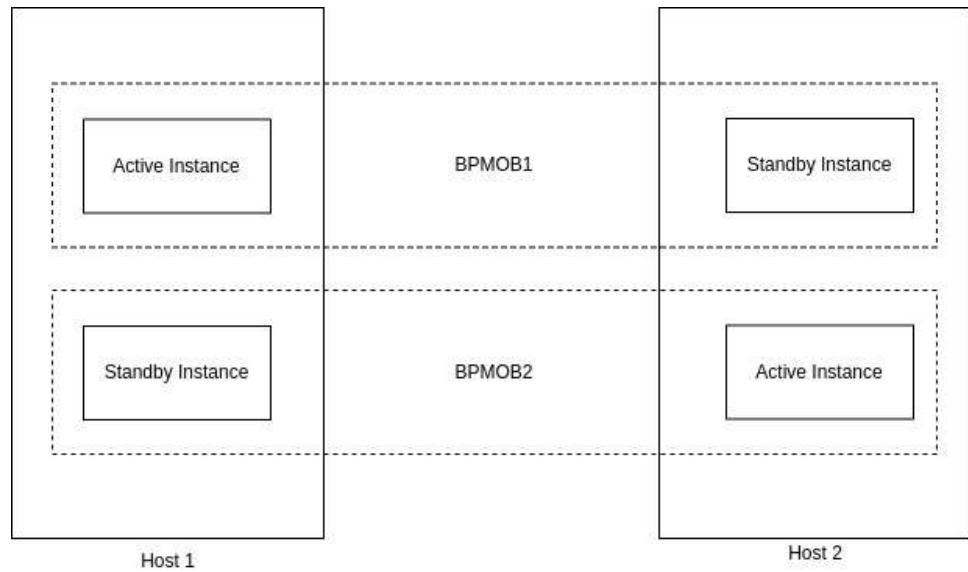 Active Instance
BPMOB1
Standby Instance
Standby Instance
BPMOB2
Active Instance
Host 1
Host 2